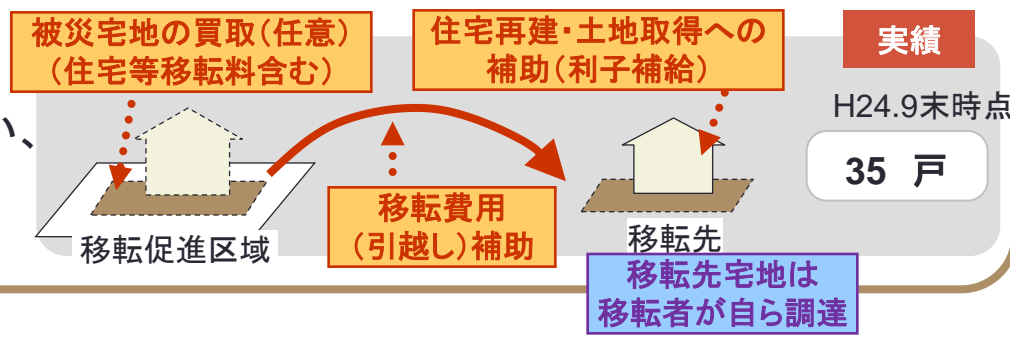 被災宅地の買取(任意)
(住宅等移転料含む)
住宅再建・土地取得への
補助(利子補給)
実績
H24.9末時点
い、
35 戸
移転費用
(引越し)補助
移転促進区域
移転先
移転先宅地は
移転者が自ら調達